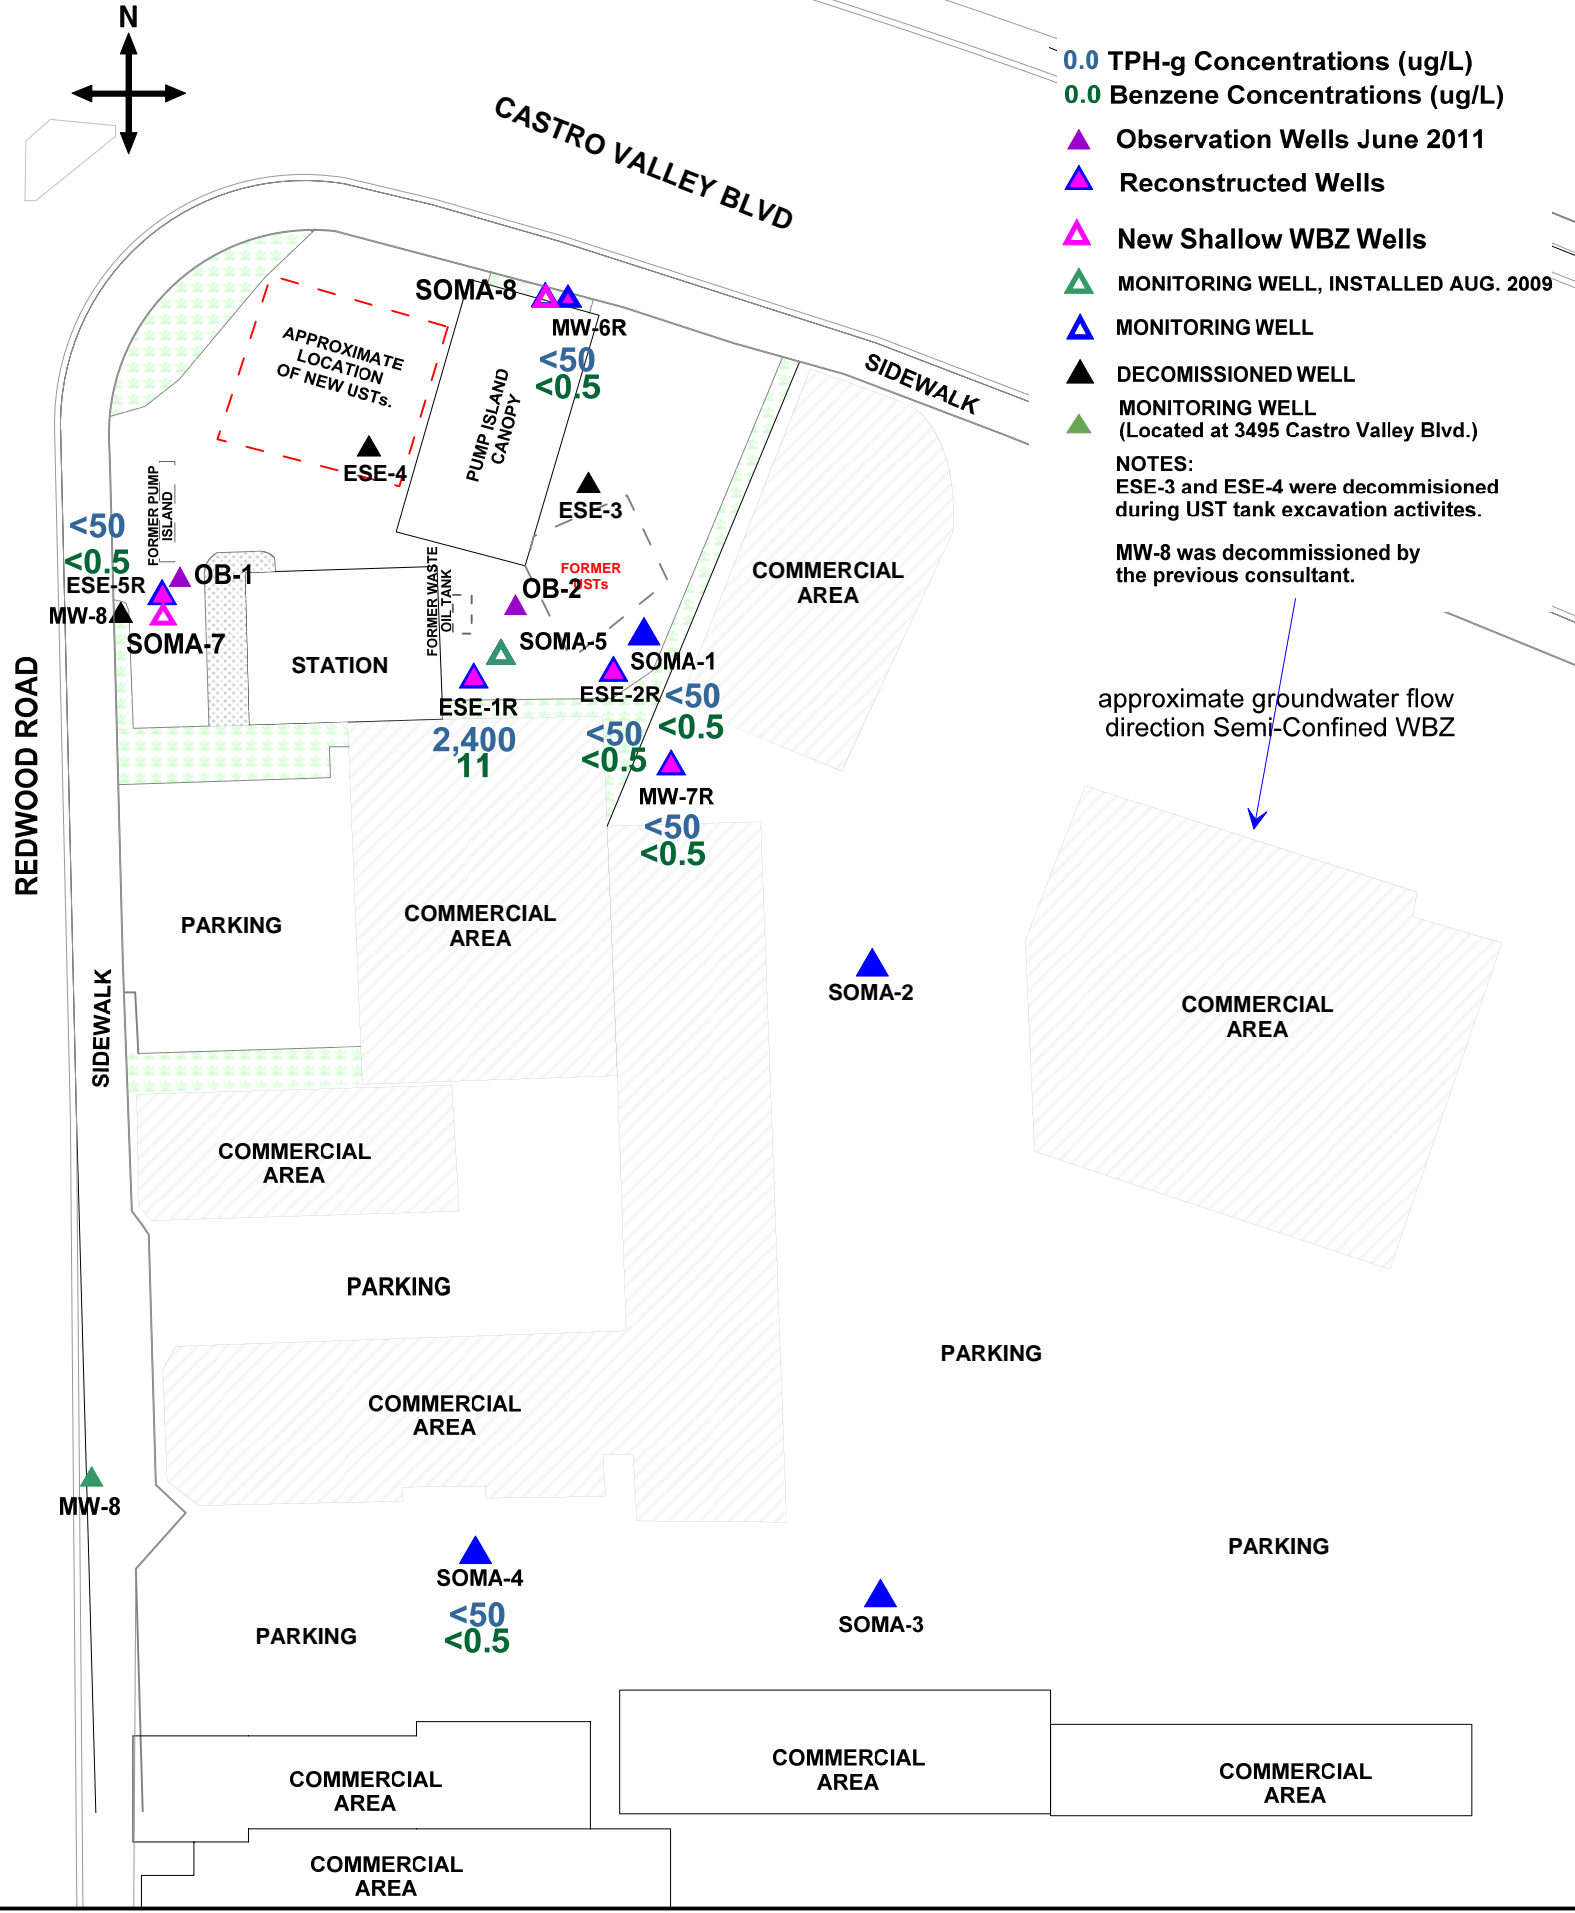 N
CASTRO VALLEY BLVD
0.0 TPH-g Concentrations (ug/L)
0.0 Benzene Concentrations (ug/L)
Observation Wells June 2011
Reconstructed Wells
New Shallow WBZ Wells
MONITORING WELL, INSTALLED AUG. 2009
MONITORING WELL
DECOMISSIONED WELL
MONITORING WELL
(Located at 3495 Castro Valley Blvd.)
NOTES:
ESE-3 and ESE-4 were decommisioned
during UST tank excavation activites.
MW-8 was decommissioned by
the previous consultant.
approximate groundwater flow
direction Semi-Confined WBZ
SOMA-8
MW-6R
<50
<0.5
APPROXIMATE
LOCATION
OF NEW USTs.
PUMP ISLAND
CANOPY
SIDEWALK
ESE-4
ESE-3
FORMER PUMP
ISLAND
<50
<0.5
ESE-5R
OB-1
MW-8
SOMA-7
STATION
FORMER WASTE
OIL TANK
FORMER
USTs
OB-2
SOMA-5
SOMA-1
<50
<0.5
ESE-1R
2,400
11
ESE-2R
<50
<0.5
MW-7R
<50
<0.5
COMMERCIAL
AREA
REDWOOD ROAD
PARKING
COMMERCIAL
AREA
SOMA-2
COMMERCIAL
AREA
SIDEWALK
COMMERCIAL
AREA
PARKING
PARKING
COMMERCIAL
AREA
MW-8
SOMA-4
<50
<0.5
PARKING
SOMA-3
PARKING
COMMERCIAL
AREA
COMMERCIAL
AREA
COMMERCIAL
AREA
COMMERCIAL
AREA